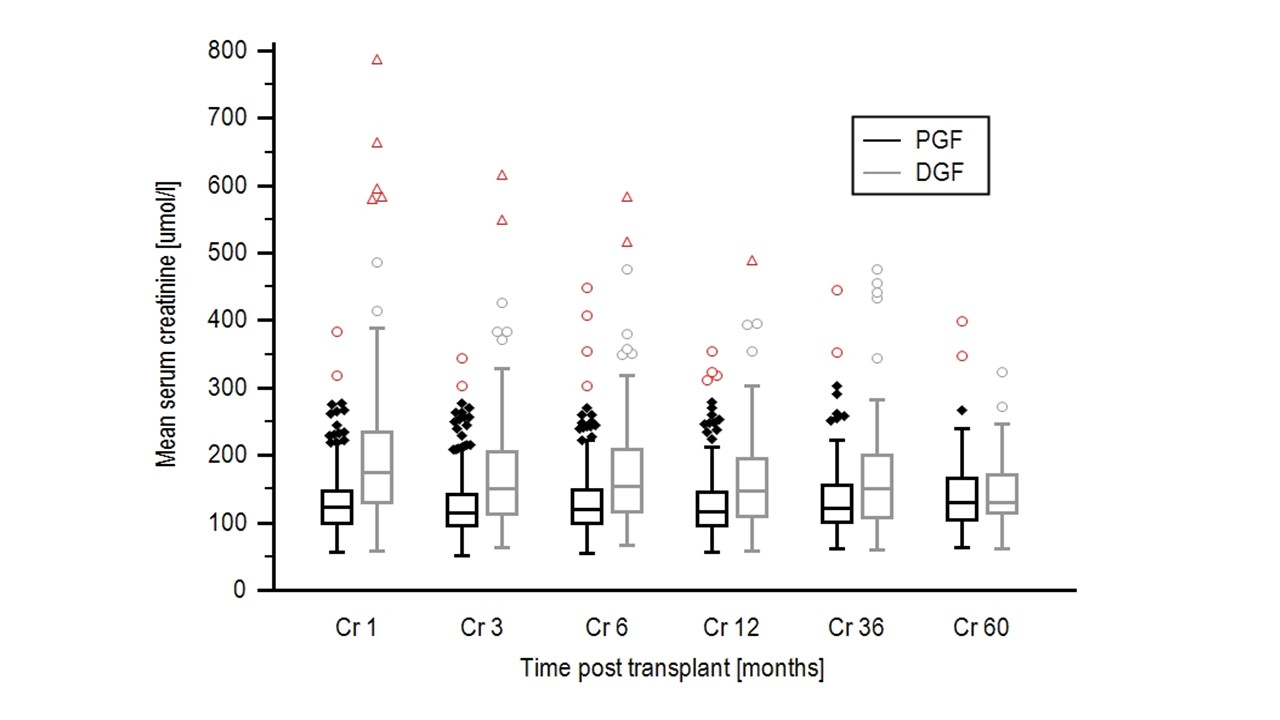 800
700
600
500
400
300
200
100
0
Mean serum creatinine [umol/l]
PGF
DGF
Cr 1 Cr 3 Cr 6 Cr 12 Cr 36 Cr 60
Time post transplant [months]